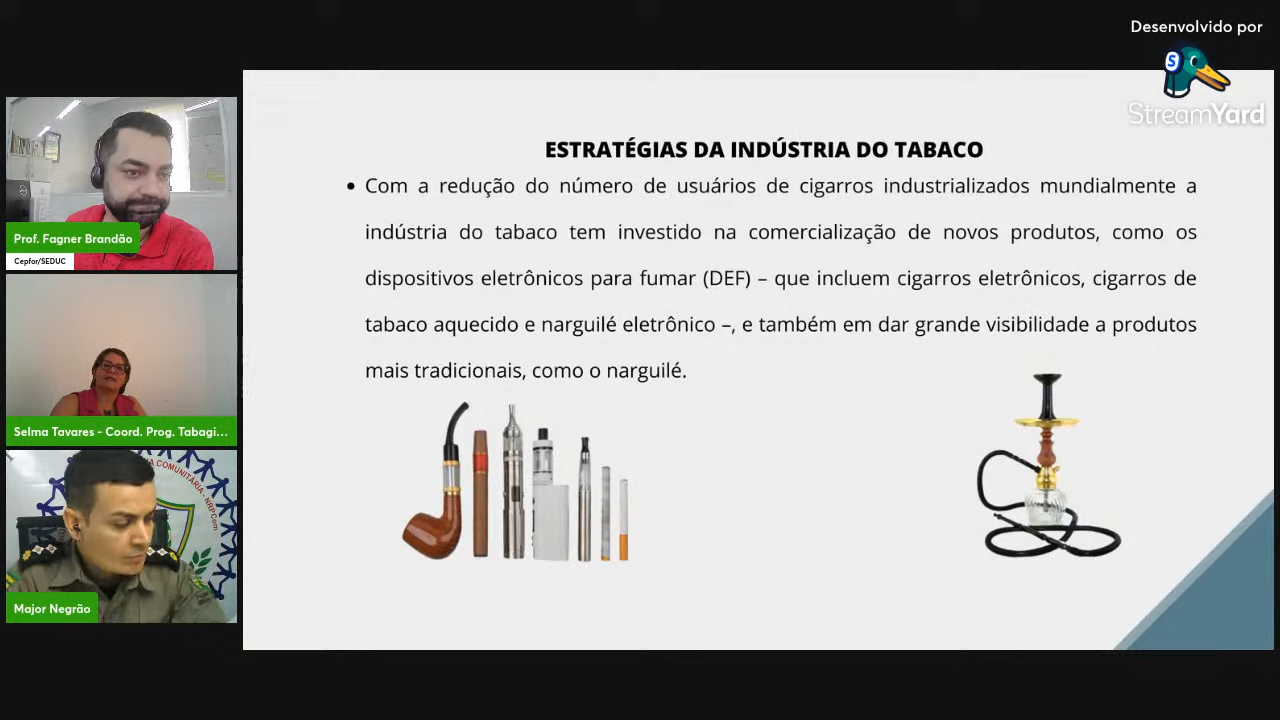 Desenvolvido por
StreamYard
ESTRATÉGIAS DA INDÚSTRIA DO TABACO
• Com a redução do número de usuários de cigarros industrializados mundialmente a
indústria do tabaco tem investido na comercialização de novos produtos, como os
dispositivos eletrônicos para fumar (DEF) – que incluem cigarros eletrônicos, cigarros de
tabaco aquecido e narguilé eletrônico –, e também em dar grande visibilidade a produtos
mais tradicionais, como o narguilé.
Prof. Fagner Brandão
Cepfor/SEDUC
Selma Tavares - Coord. Prog. Tabagi...
COMUNITÁRIA - NRPCom
Major Negrão